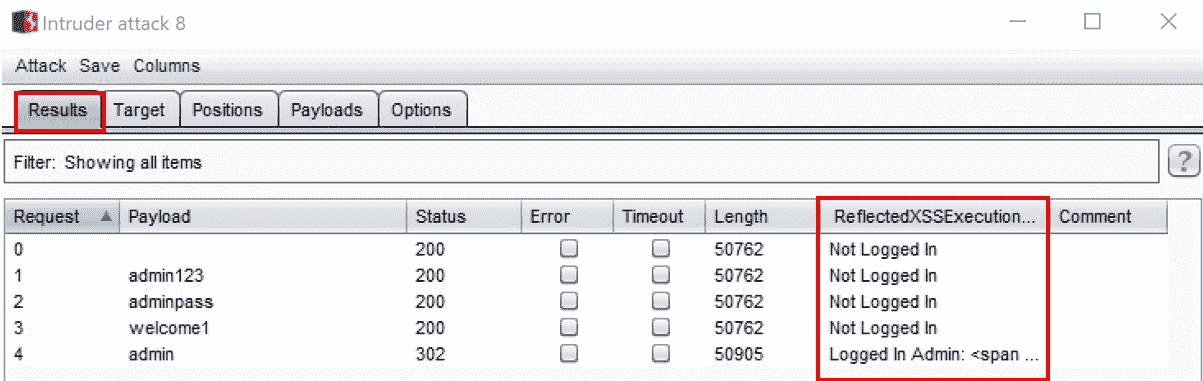 Intruder attack 8
Attack Save Columns
Results Target Positions Payloads Options
Filter: Showing all items ?
Request Payload Status Error Timeout Length ReflectedXSSExecution... Comment
0 200 50762 Not Logged In
1 admin123 200 50762 Not Logged In
2 adminpass 200 50762 Not Logged In
3 welcome1 200 50762 Not Logged In
4 admin 302 50905 Logged In Admin: <span ...